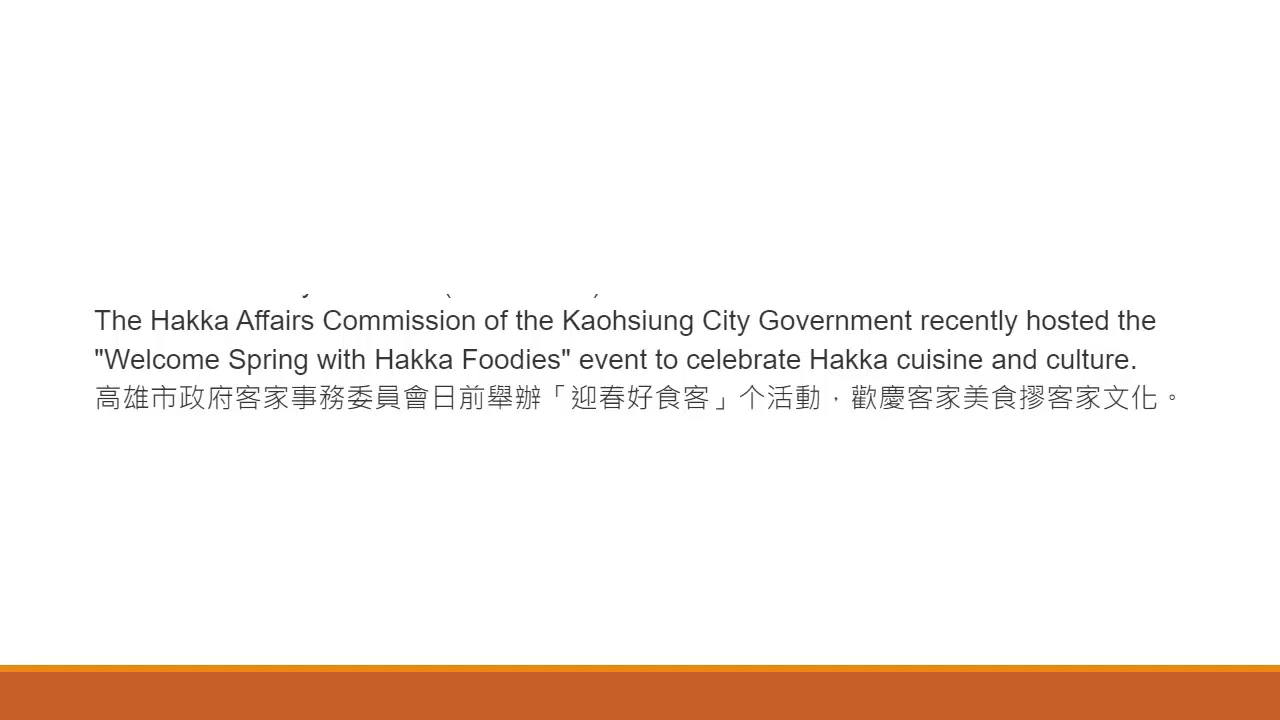 The Hakka Affairs Commission of the Kaohsiung City Government recently hosted the
"Welcome Spring with Hakka Foodies" event to celebrate Hakka cuisine and culture.
高雄市政府客家事務委員會日前舉辦「迎春好食客」个活動，歡慶客家美食摎客家文化。